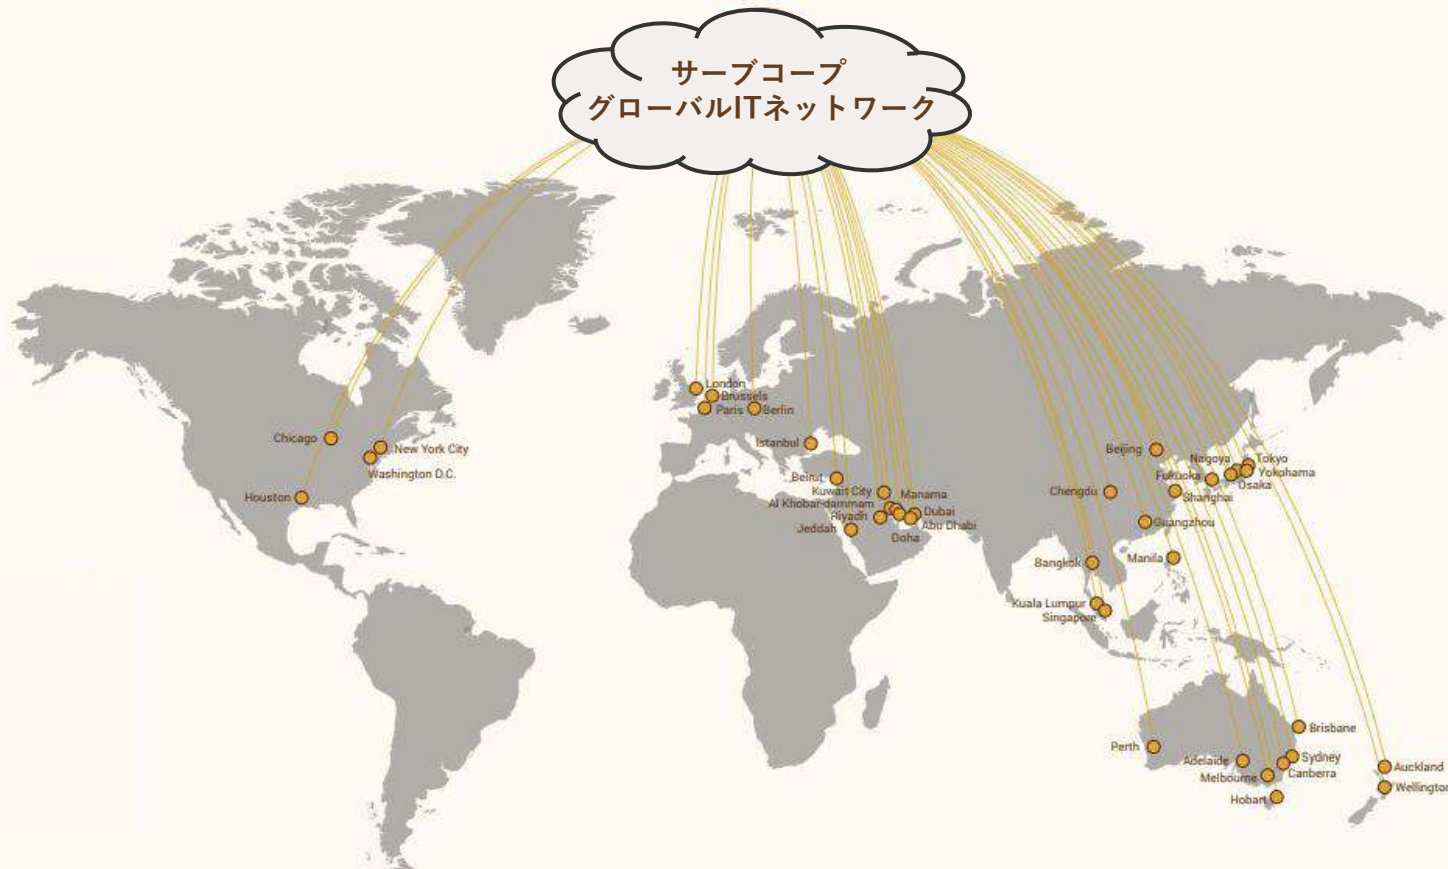 サーブコープ
グローバルITネットワーク
London
Brussels
Paris
Berlin
Chicago
New York City
Washington D.C.
Houston
Istanbul
Beirut
Kuwait City
Manama
Al Khobar-dammam
Riyadh
Dubai
Abu Dhabi
Jeddah
Doha
Beijing
Nagoya
Tokyo
Fukuoka
Yokohama
Osaka
Chengdu
Shanghai
Guangzhou
Bangkok
Manila
Kuala Lumpur
Singapore
Brisbane
Perth
Adelaide
Sydney
Canberra
Melbourne
Hobart
Auckland
Wellington